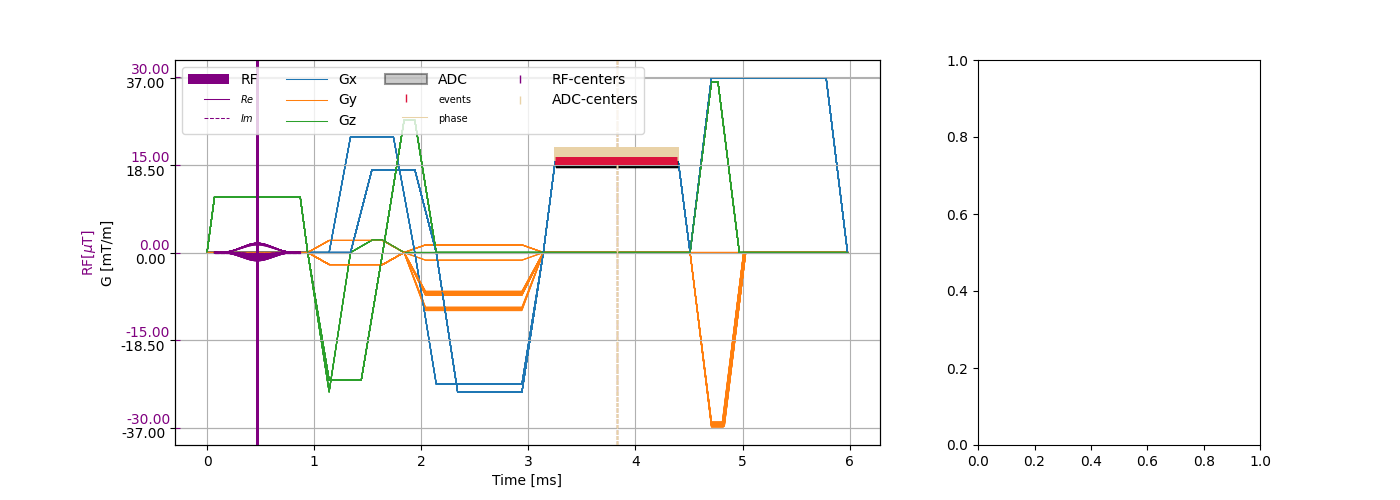 30.00
37.00
15.00
18.50
0.00
0.00
-15.00
-18.50
-30.00
-37.00
RF[μT]
G [mT/m]
RF
Re
Im
Gx
Gy
Gz
ADC
events
phase
RF-centers
ADC-centers
0 1 2 3 4 5 6
Time [ms]
1.0
0.8
0.6
0.4
0.2
0.0
0.0 0.2 0.4 0.6 0.8 1.0